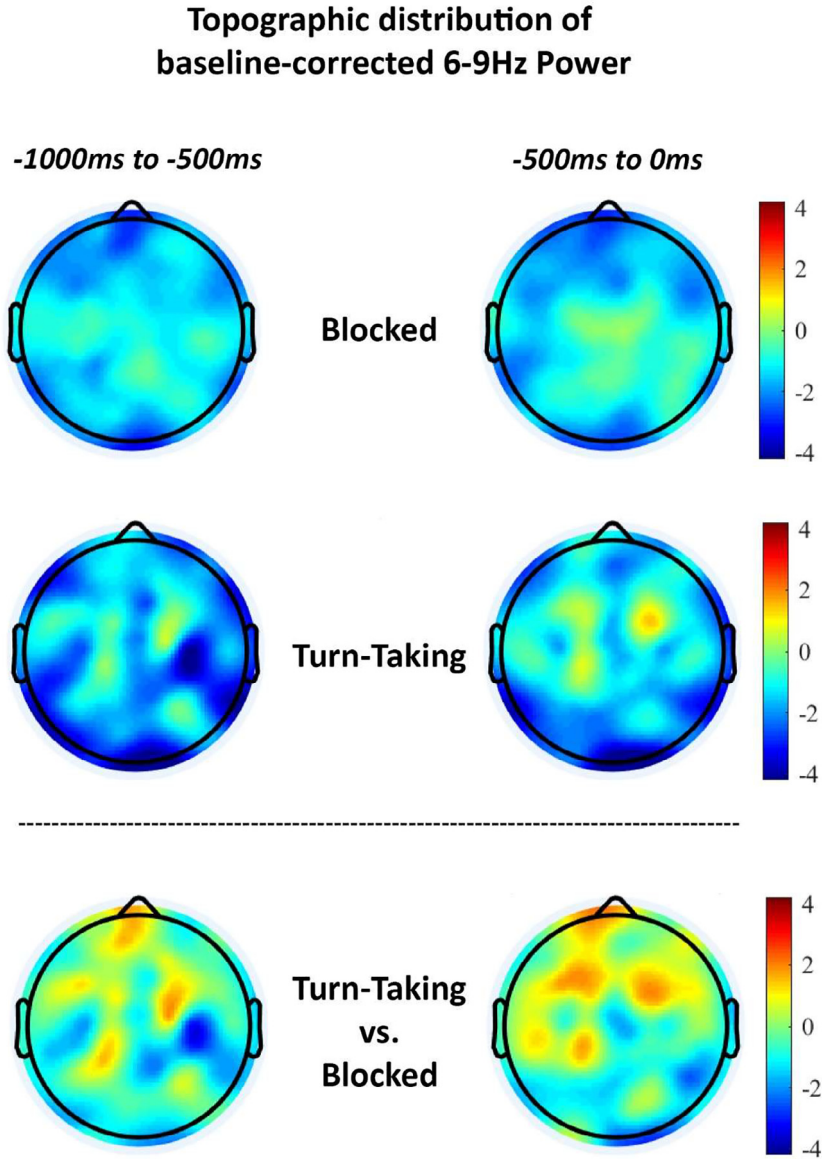 Topographic distribution of
baseline-corrected 6-9Hz Power
-1000ms to -500ms
-500ms to 0ms
4
2
0
-2
-4
Blocked
4
2
0
-2
-4
Turn-Taking
4
2
0
-2
-4
Turn-Taking
vs.
Blocked